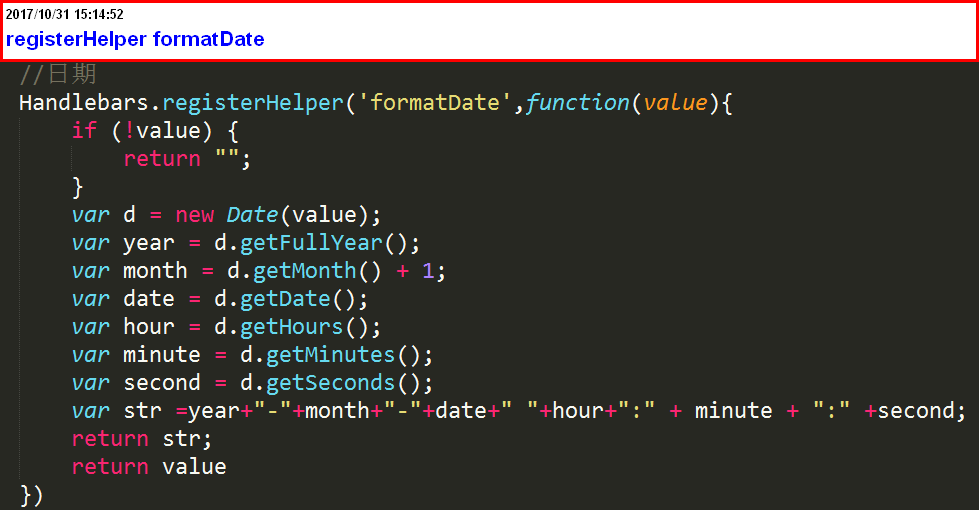 2017/10/31 15:14:52
registerHelper formatDate
//日期
Handlebars.registerHelper('formatDate',function(value){
    if (!value) {
        return "";
    }
    var d = new Date(value);
    var year = d.getFullYear();
    var month = d.getMonth() + 1;
    var date = d.getDate();
    var hour = d.getHours();
    var minute = d.getMinutes();
    var second = d.getSeconds();
    var str =year+"-"+month+"-"+date+" "+hour+":" + minute + ":" +second;
    return str;
    return value
})